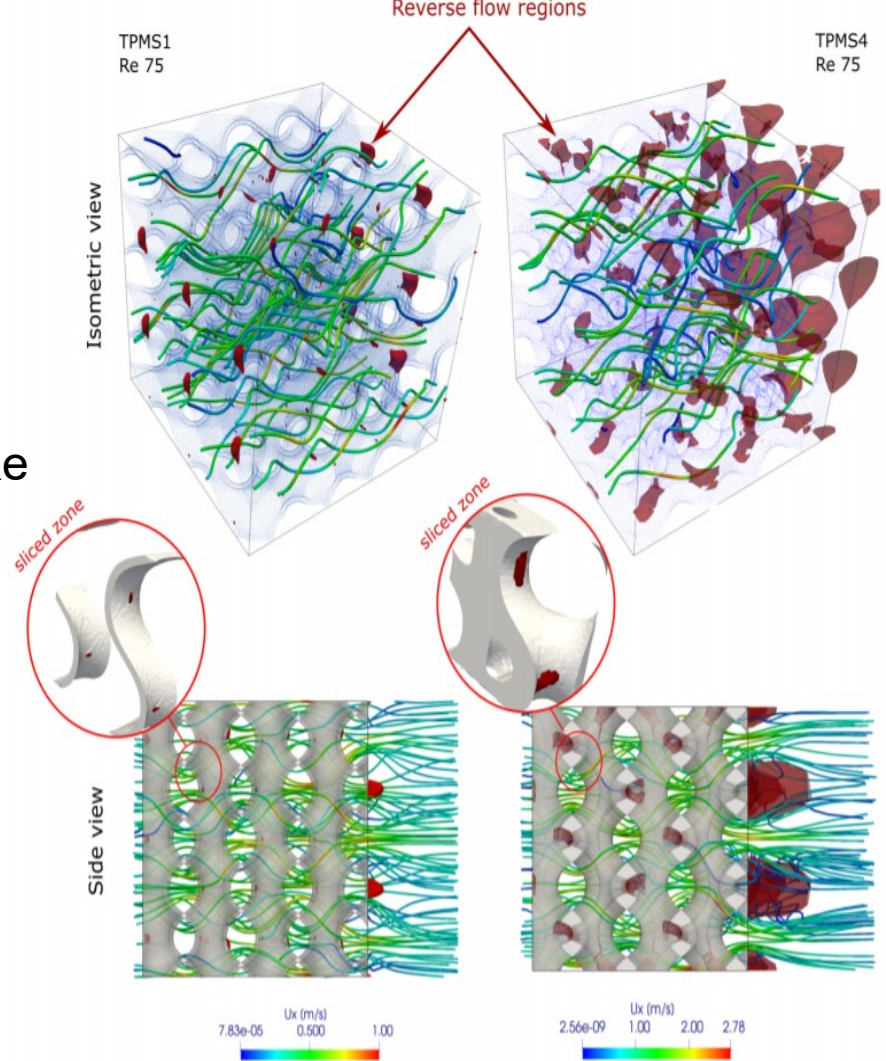 Reverse flow regions
TPMS1
Re 75
TPMS4
Re 75
Isometric view
sliced zone
sliced zone
Side view
Ux (m/s)
7.83e-05 0.500 1.00
Ux (m/s)
2.56e-09 1.00 2.00 2.78